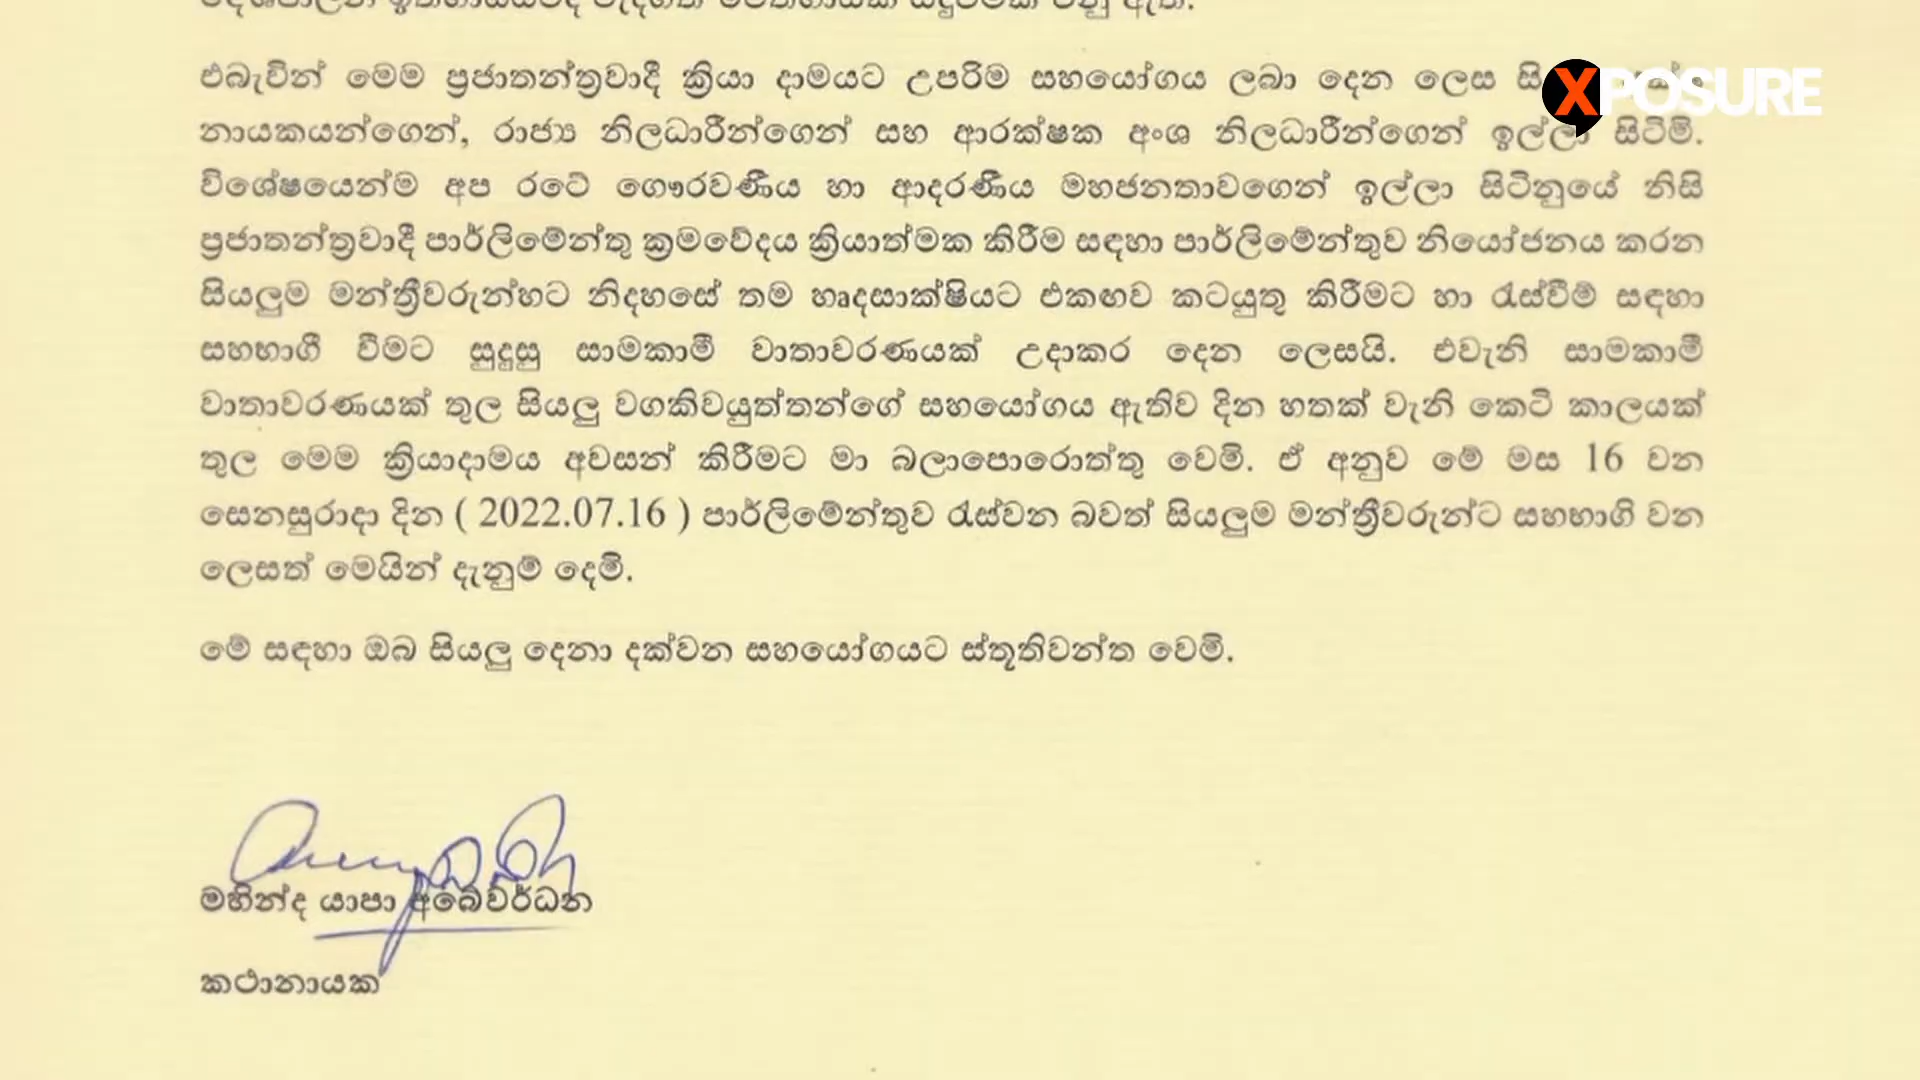 එබැවින් මෙම ප්‍රජාතන්ත්‍රවාදී ක්‍රියා දාමයට උපරිම සහයෝගය ලබා දෙන ලෙස
XPOSURE
නායකයන්ගෙන්, රාජ්‍ය නිලධාරීන්ගෙන් සහ ආරක්ෂක අංශ නිලධාරීන්ගෙන් ඉල්ලා සිටිමි.
විශේෂයෙන්ම අප රටේ ගෞරවණීය හා ආදරණීය මහජනතාවගෙන් ඉල්ලා සිටිනුයේ නිසි
ප්‍රජාතන්ත්‍රවාදී පාර්ලිමේන්තු ක්‍රමවේදය ක්‍රියාත්මක කිරීම සඳහා පාර්ලිමේන්තුව නියෝජනය කරන
සියලුම මන්ත්‍රීවරුන්හට නිදහසේ තම හෘදසාක්ෂියට එකඟව කටයුතු කිරීමට හා රැස්වීම් සඳහා
සහභාගී වීමට සුදුසු සාමකාමී වාතාවරණයක් උදාකර දෙන ලෙසයි. එවැනි සාමකාමී
වාතාවරණයක් තුල සියලු වගකිවයුත්තන්ගේ සහයෝගය ඇතිව දින හතක් වැනි කෙටි කාලයක්
තුල මෙම ක්‍රියාදාමය අවසන් කිරීමට මා බලාපොරොත්තු වෙමි. ඒ අනුව මේ මස 16 වන
සෙනසුරාදා දින ( 2022.07.16 ) පාර්ලිමේන්තුව රැස්වන බවත් සියලුම මන්ත්‍රීවරුන්ට සහභාගි වන
ලෙසත් මෙයින් දැනුම් දෙමි.
මේ සඳහා ඔබ සියලු දෙනා දක්වන සහයෝගයට ස්තූතිවන්ත වෙමි.
මහින්ද යාපා අබේවර්ධන
කථානායක